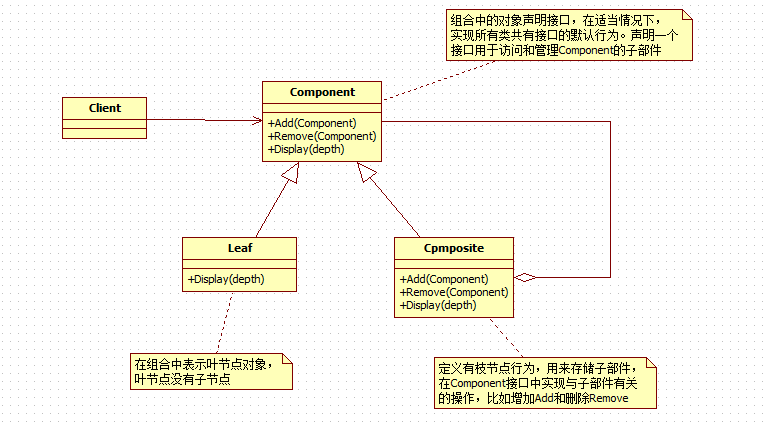 组合中的对象声明接口，在适当情况下，
实现所有类共有接口的默认行为。声明一个
接口用于访问和管理Component的子部件
Component
Client
+Add(Component)
+Remove(Component)
+Display(depth)
Leaf
+Display(depth)
Cpmposite
+Add(Component)
+Remove(Component)
+Display(depth)
在组合中表示叶节点对象，
叶节点没有子节点
定义有枝节点行为，用来存储子部件，
在Component接口中实现与子部件有关
的操作，比如增加Add和删除Remove